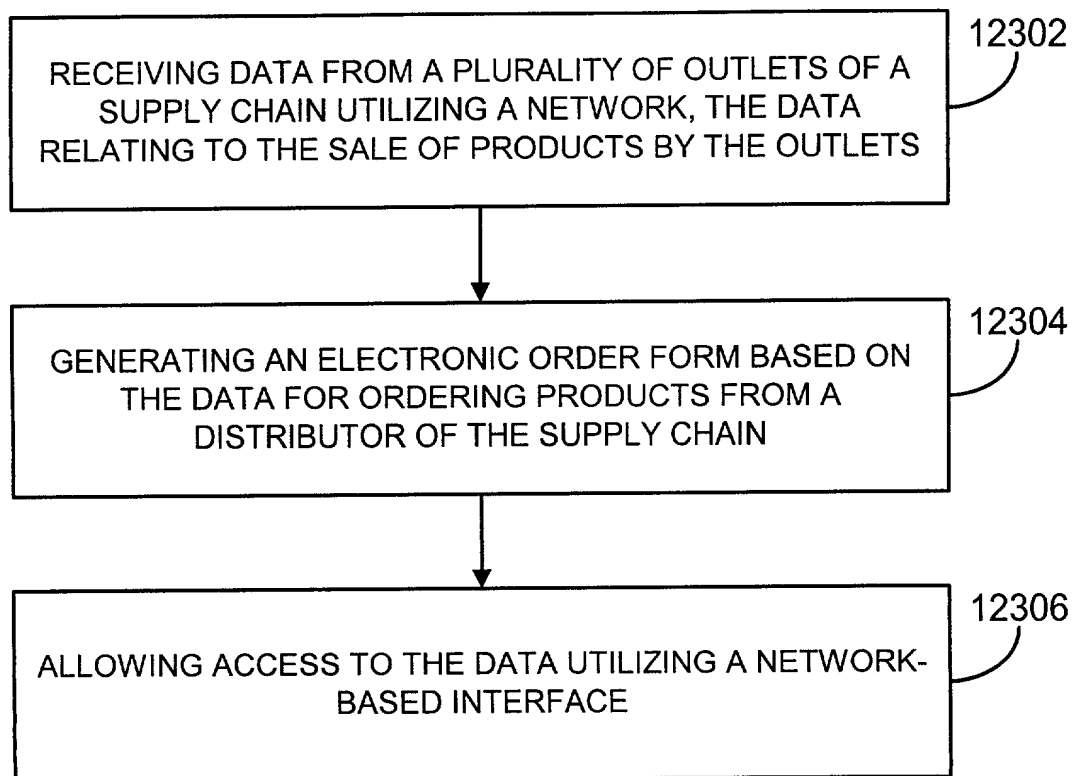 12302
RECEIVING DATA FROM A PLURALITY OF OUTLETS OF A
SUPPLY CHAIN UTILIZING A NETWORK, THE DATA
RELATING TO THE SALE OF PRODUCTS BY THE OUTLETS
12304
GENERATING AN ELECTRONIC ORDER FORM BASED ON
THE DATA FOR ORDERING PRODUCTS FROM A
DISTRIBUTOR OF THE SUPPLY CHAIN
12306
ALLOWING ACCESS TO THE DATA UTILIZING A NETWORK-
BASED INTERFACE